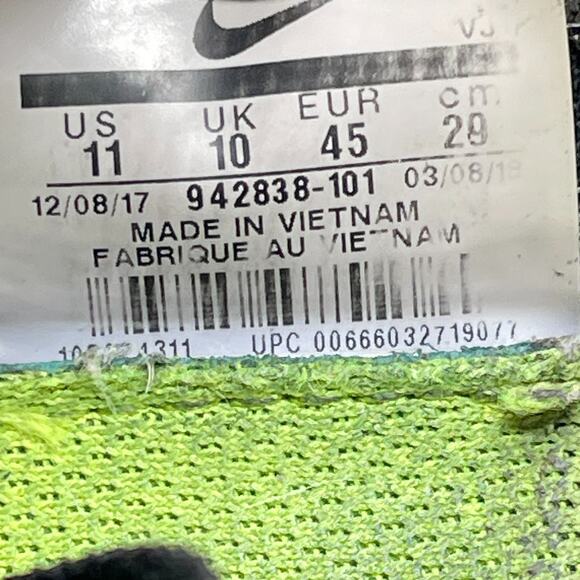 VJ
US UK EUR cm
11 10 45 29
12/08/17 942838-101 03/08/18
MADE IN VIETNAM
FABRIQUE AU VIETNAM
1311 UPC 00666032719077